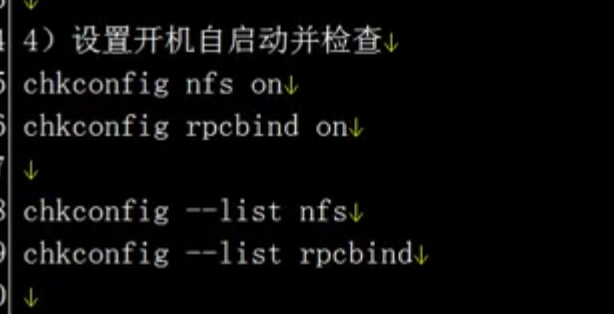 4）设置开机自启动并检查↓
chkconfig nfs on↓
chkconfig rpcbind on↓
↓
chkconfig --list nfs↓
chkconfig --list rpcbind↓
↓